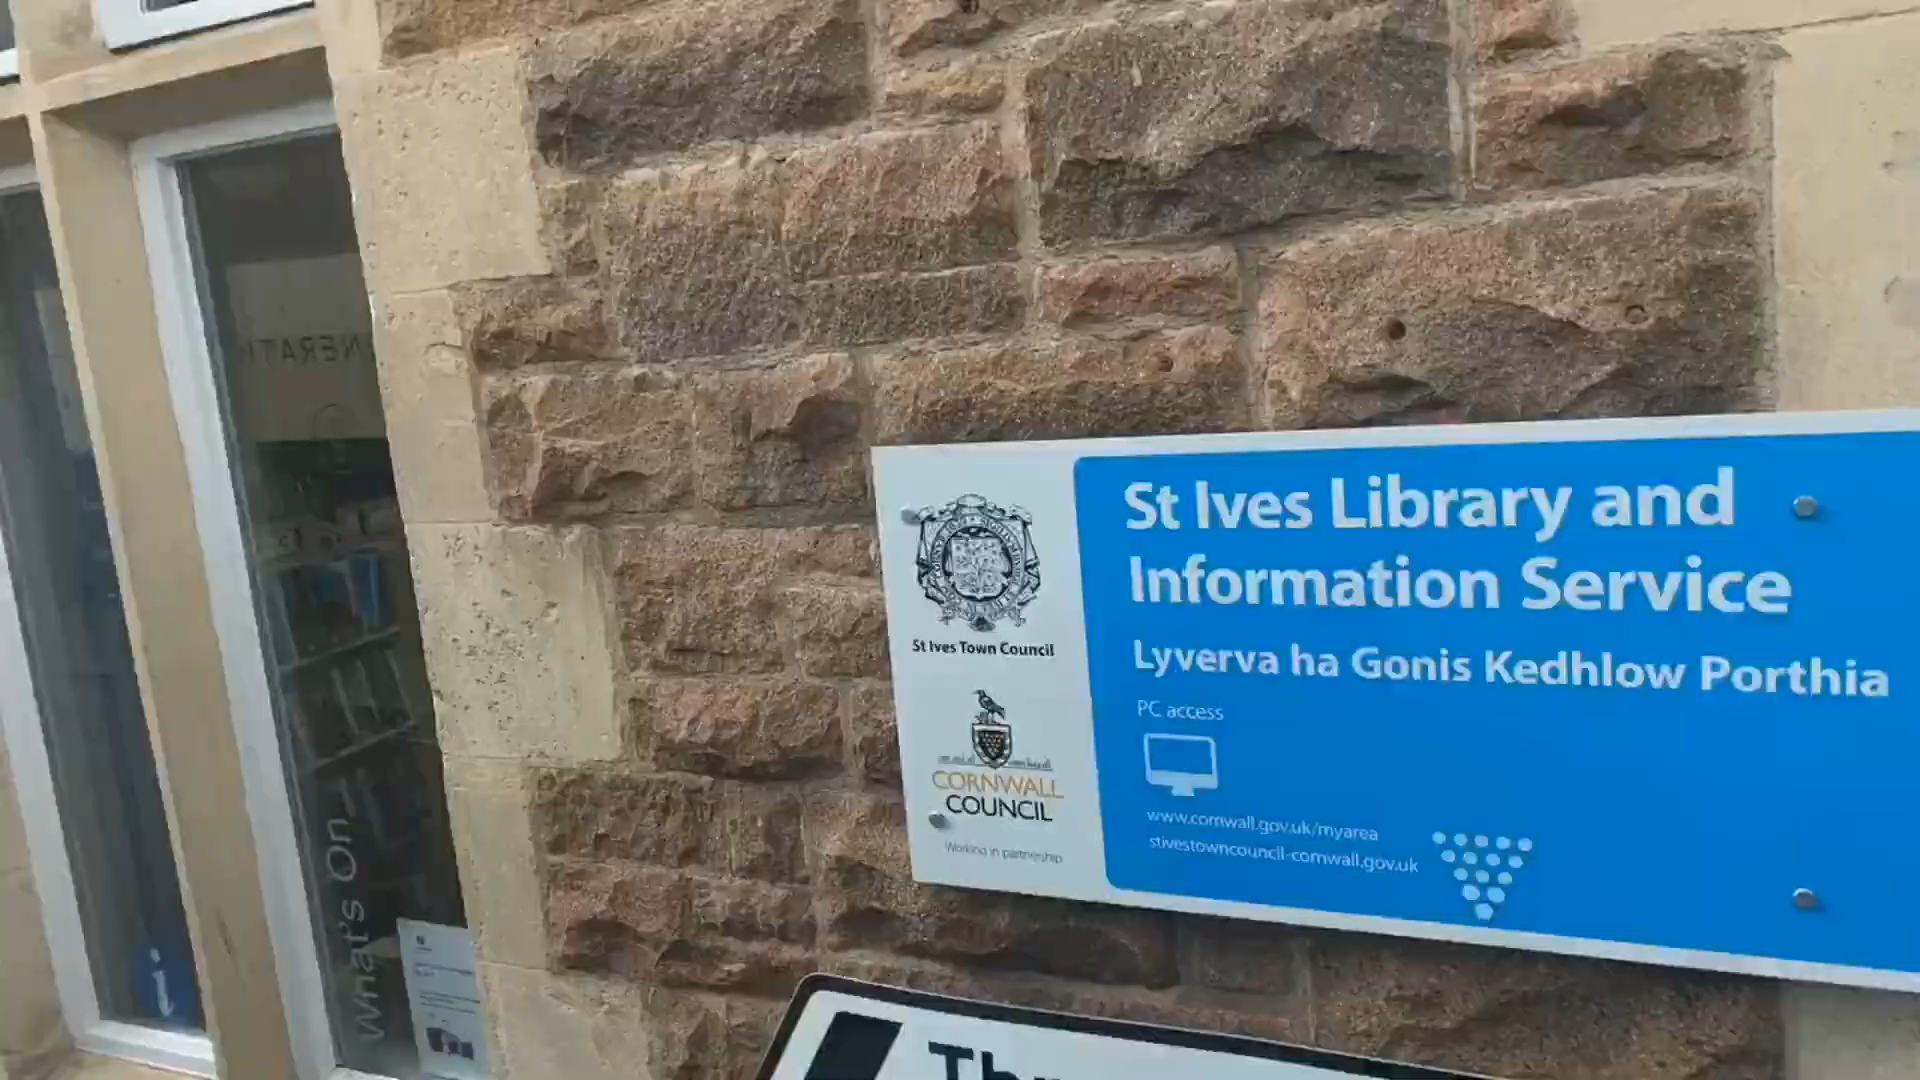 St Ives Library and
Information Service
Lyverva ha Gonis Kedhlow Porthia
PC access
www.cornwall.gov.uk/myarea
stivestowncouncil-cornwall.gov.uk
St Ives Town Council
CORNWALL
COUNCIL
Working in partnership
What's On
i